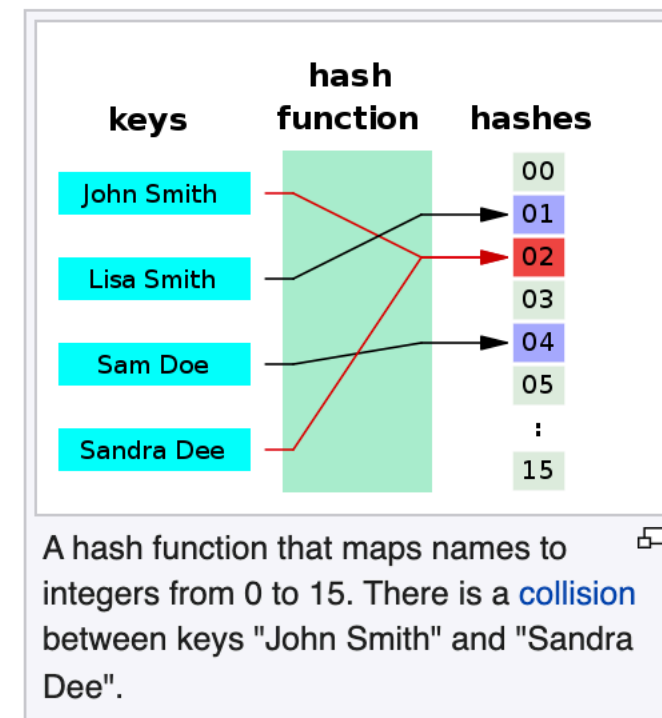 hash
keys function hashes
John Smith
Lisa Smith
Sam Doe
Sandra Dee
00
01
02
03
04
05
:
15
A hash function that maps names to
integers from 0 to 15. There is a collision
between keys "John Smith" and "Sandra
Dee".